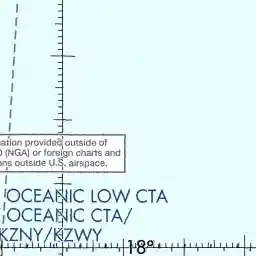 ation provided outside of
(NGA) or foreign charts and
ons outside U.S. airspace.
OCEANIC LOW CTA
OCEANIC CTA/
KZNY/KZWY
18°